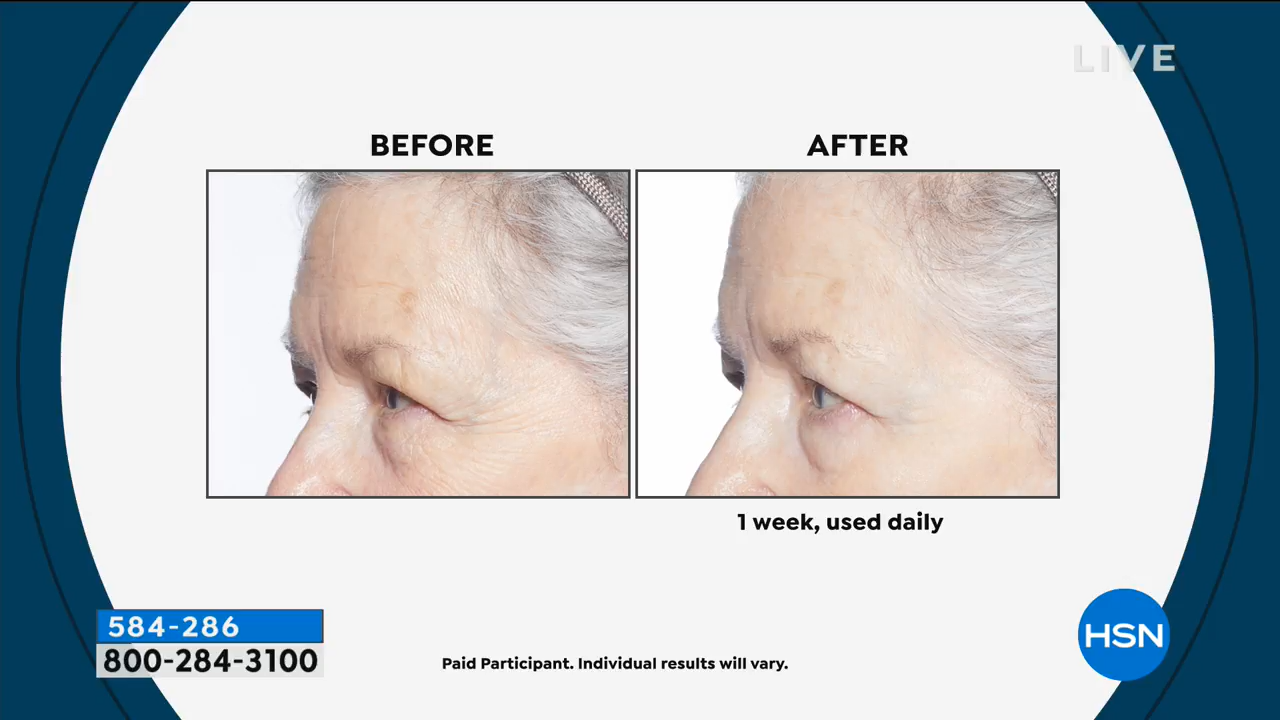 LIVE
BEFORE
AFTER
1 week, used daily
584-286
800-284-3100
Paid Participant. Individual results will vary.
HSN